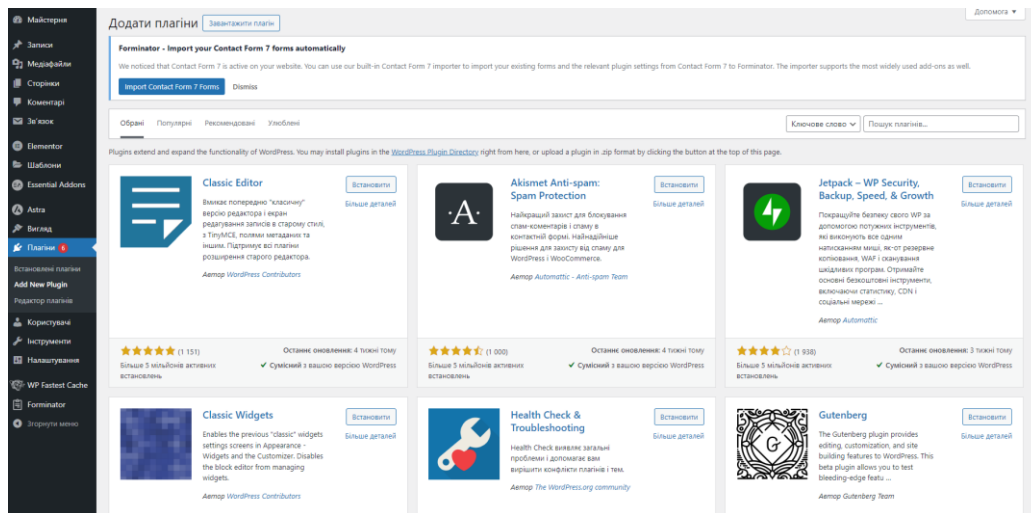 Майстерня
Записи
Медіафайли
Сторінки
Коментарі
Зв'язок
Elementor
Шаблони
Essential Addons
Astra
Вигляд
Плагіни 6
Встановлені плагіни
Add New Plugin
Редактор плагінів
Користувачі
Інструменти
Налаштування
WP Fastest Cache
Forminator
Згорнути меню
Допомога
Додати плагіни Завантажити плагін
Forminator - Import your Contact Form 7 forms automatically
We noticed that Contact Form 7 is active on your website. You can use our built-in Contact Form 7 importer to import your existing forms and the relevant plugin settings from Contact Form 7 to Forminator. The importer supports the most widely used add-ons as well.
Import Contact Form 7 Forms Dismiss
Обрані Популярні Рекомендовані Улюблені Ключове слово Пошук плагінів...
Plugins extend and expand the functionality of WordPress. You may install plugins in the WordPress Plugin Directory right from here, or upload a plugin in .zip format by clicking the button at the top of this page.
Classic Editor
Встановити
Більше деталей
Вмикає попередню "класичну"
версію редактора і екран
редагування записів в старому стилі,
з TinyMCE, полями метаданих та
іншим. Підтримує всі плагіни
розширення старого редактора.
Автор WordPress Contributors
(1 151)
Останнє оновлення: 4 тижні тому
Більше 5 мільйонів активних
встановлень
Сумісний з вашою версією WordPress
·A·
Akismet Anti-spam:
Spam Protection
Встановити
Більше деталей
Найкращий захист для блокування
спам-коментарів і спаму в
контактній формі. Найнадійніше
рішення для захисту від спаму для
WordPress і WooCommerce.
Автор Automattic - Anti-spam Team
(1 000)
Останнє оновлення: 4 тижні тому
Більше 5 мільйонів активних
встановлень
Сумісний з вашою версією WordPress
Jetpack – WP Security,
Backup, Speed, & Growth
Встановити
Більше деталей
Покращуйте безпеку свого WP за
допомогою потужних інструментів,
які виконують все одним
натисканням миші, як-от резервне
копіювання, WAF і сканування
шкідливих програм. Отримайте
основні безкоштовні інструменти,
включаючи статистику, CDN і
соціальні мережі ...
Автор Automattic
(1 938)
Останнє оновлення: 3 тижні тому
Більше 5 мільйонів активних
встановлень
Сумісний з вашою версією WordPress
Classic Widgets
Встановити
Більше деталей
Enables the previous "classic" widgets
settings screens in Appearance -
Widgets and the Customizer. Disables
the block editor from managing
widgets.
Автор WordPress Contributors
Health Check &
Troubleshooting
Встановити
Більше деталей
Health Check виявляє загальні
проблеми і допомагає вам
вирішити конфлікти плагінів і тем.
Автор The WordPress.org community
G
Gutenberg
Встановити
Більше деталей
The Gutenberg plugin provides
editing, customization, and site
building features to WordPress. This
beta plugin allows you to test
bleeding-edge featu ...
Автор Gutenberg Team